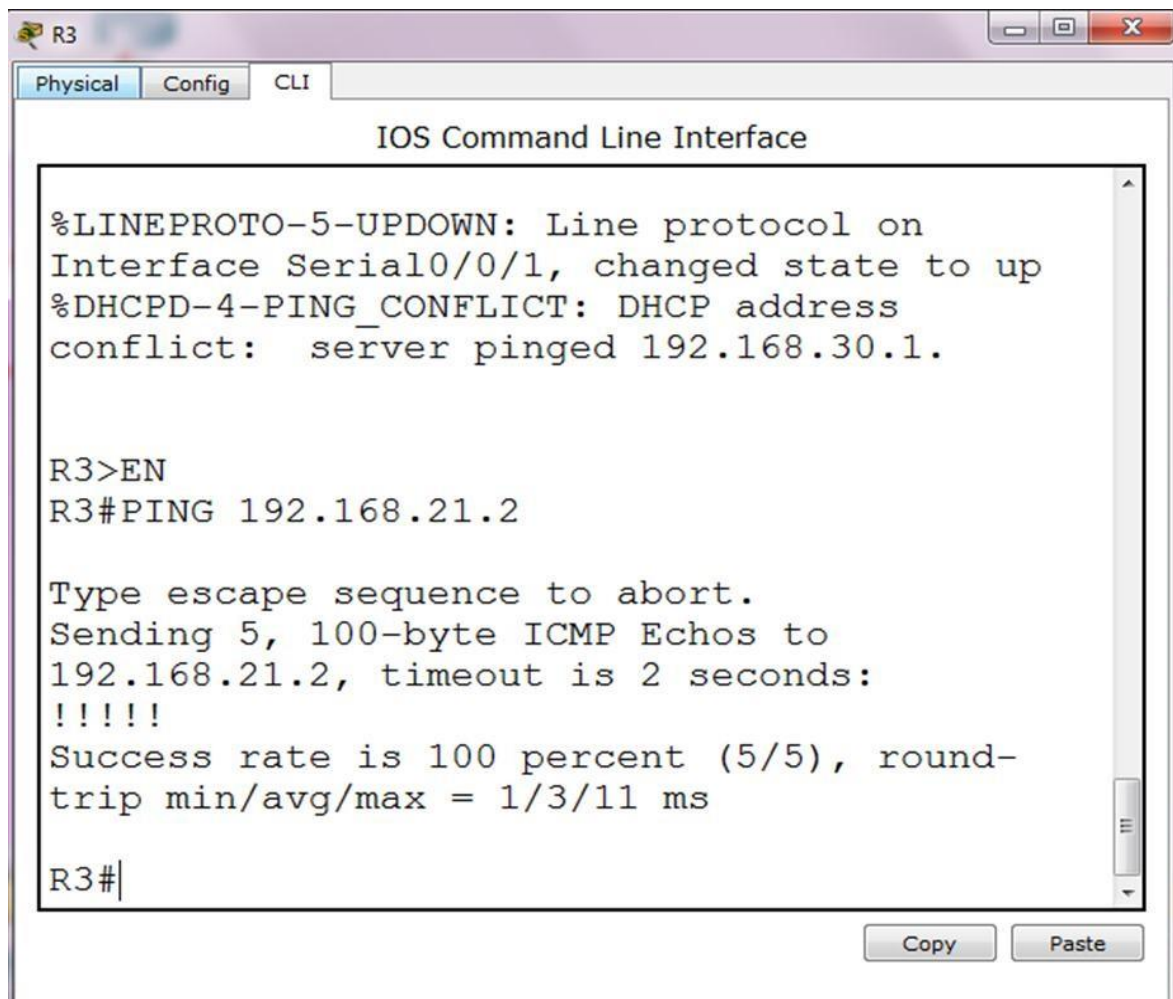 R3
Physical Config CLI
IOS Command Line Interface
%LINEPROTO-5-UPDOWN: Line protocol on
Interface Serial0/0/1, changed state to up
%DHCPD-4-PING_CONFLICT: DHCP address
conflict:  server pinged 192.168.30.1.
R3>EN
R3#PING 192.168.21.2
Type escape sequence to abort.
Sending 5, 100-byte ICMP Echos to
192.168.21.2, timeout is 2 seconds:
!!!!!
Success rate is 100 percent (5/5), round-
trip min/avg/max = 1/3/11 ms
R3#
Copy Paste